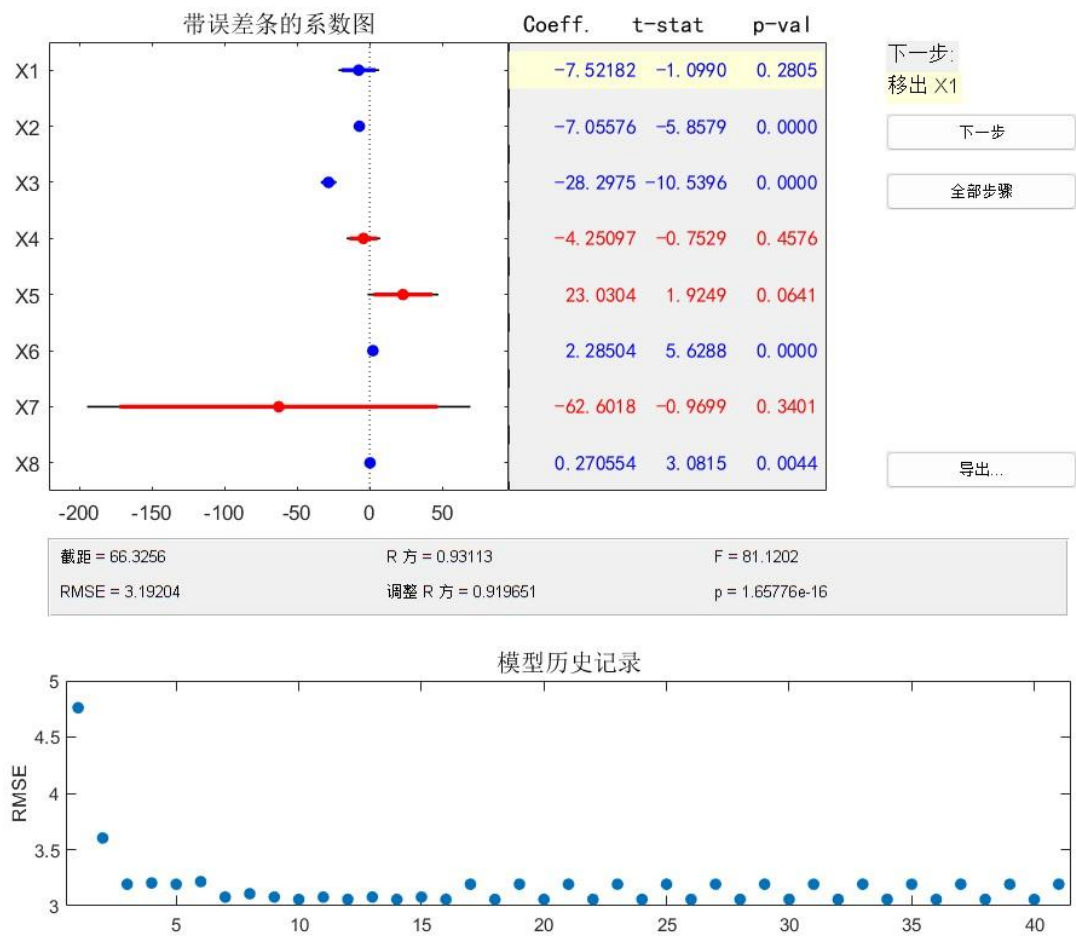 带误差条的系数图
Coeff. t-stat p-val
X1 -7.52182 -1.0990 0.2805
X2 -7.05576 -5.8579 0.0000
X3 -28.2975 -10.5396 0.0000
X4 -4.25097 -0.7529 0.4576
X5 23.0304 1.9249 0.0641
X6 2.28504 5.6288 0.0000
X7 -62.6018 -0.9699 0.3401
X8 0.270554 3.0815 0.0044
-200 -150 -100 -50 0 50
下一步:
移出 X1
下一步
全部步骤
导出...
截距 = 66.3256 R 方 = 0.93113 F = 81.1202
RMSE = 3.19204 调整 R 方 = 0.919651 p = 1.65776e-16
模型历史记录
5
4.5
4
3.5
3
RMSE
5 10 15 20 25 30 35 40